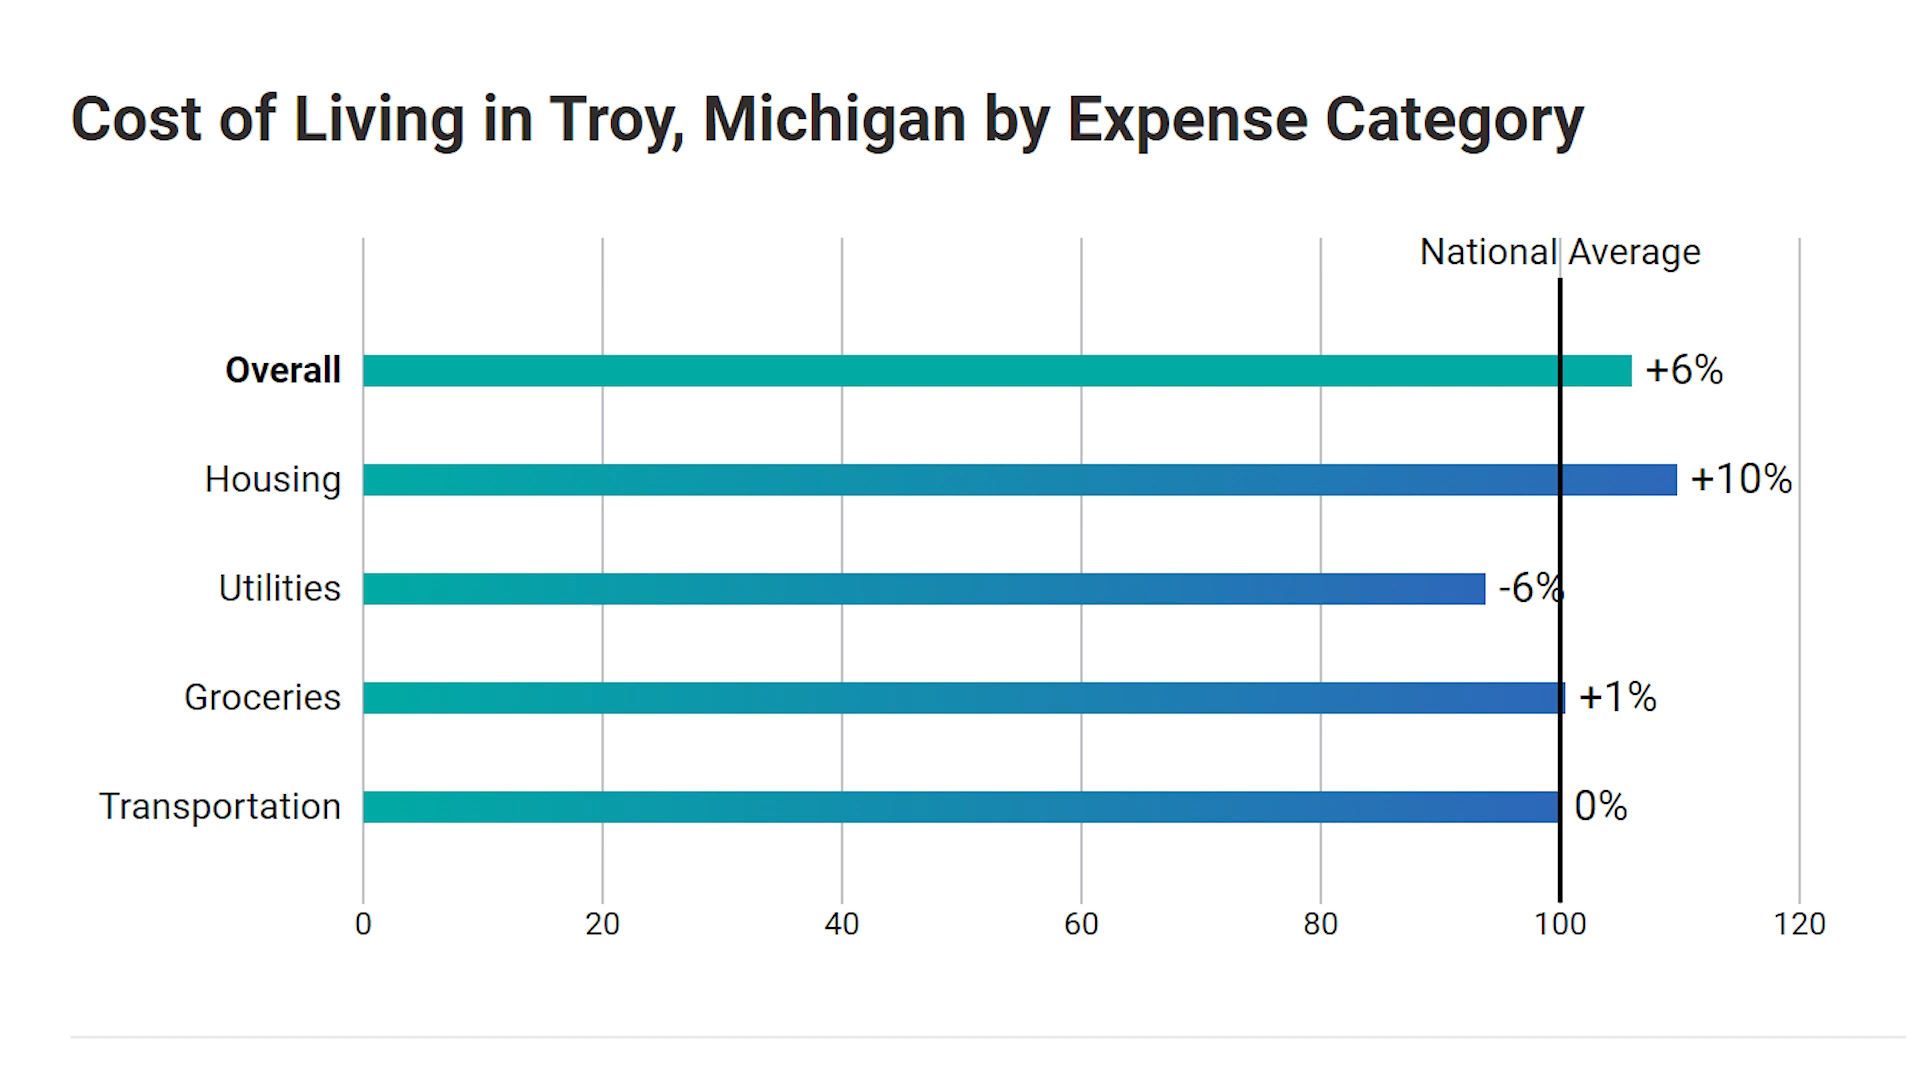 Cost of Living in Troy, Michigan by Expense Category
National Average
Overall +6%
Housing +10%
Utilities -6%
Groceries +1%
Transportation 0%
0 20 40 60 80 100 120